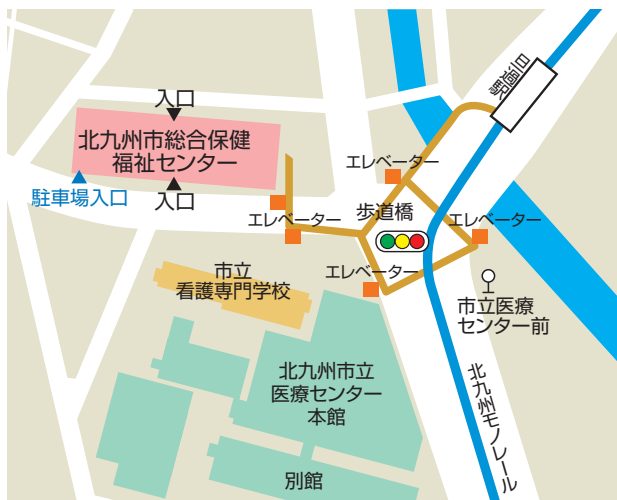 旦過駅
入口
北九州市総合保健
福祉センター
駐車場入口
入口
エレベーター
エレベーター
歩道橋
エレベーター
エレベーター
市立
看護専門学校
市立医療
センター前
北九州市立
医療センター
本館
別館
北九州モノレール